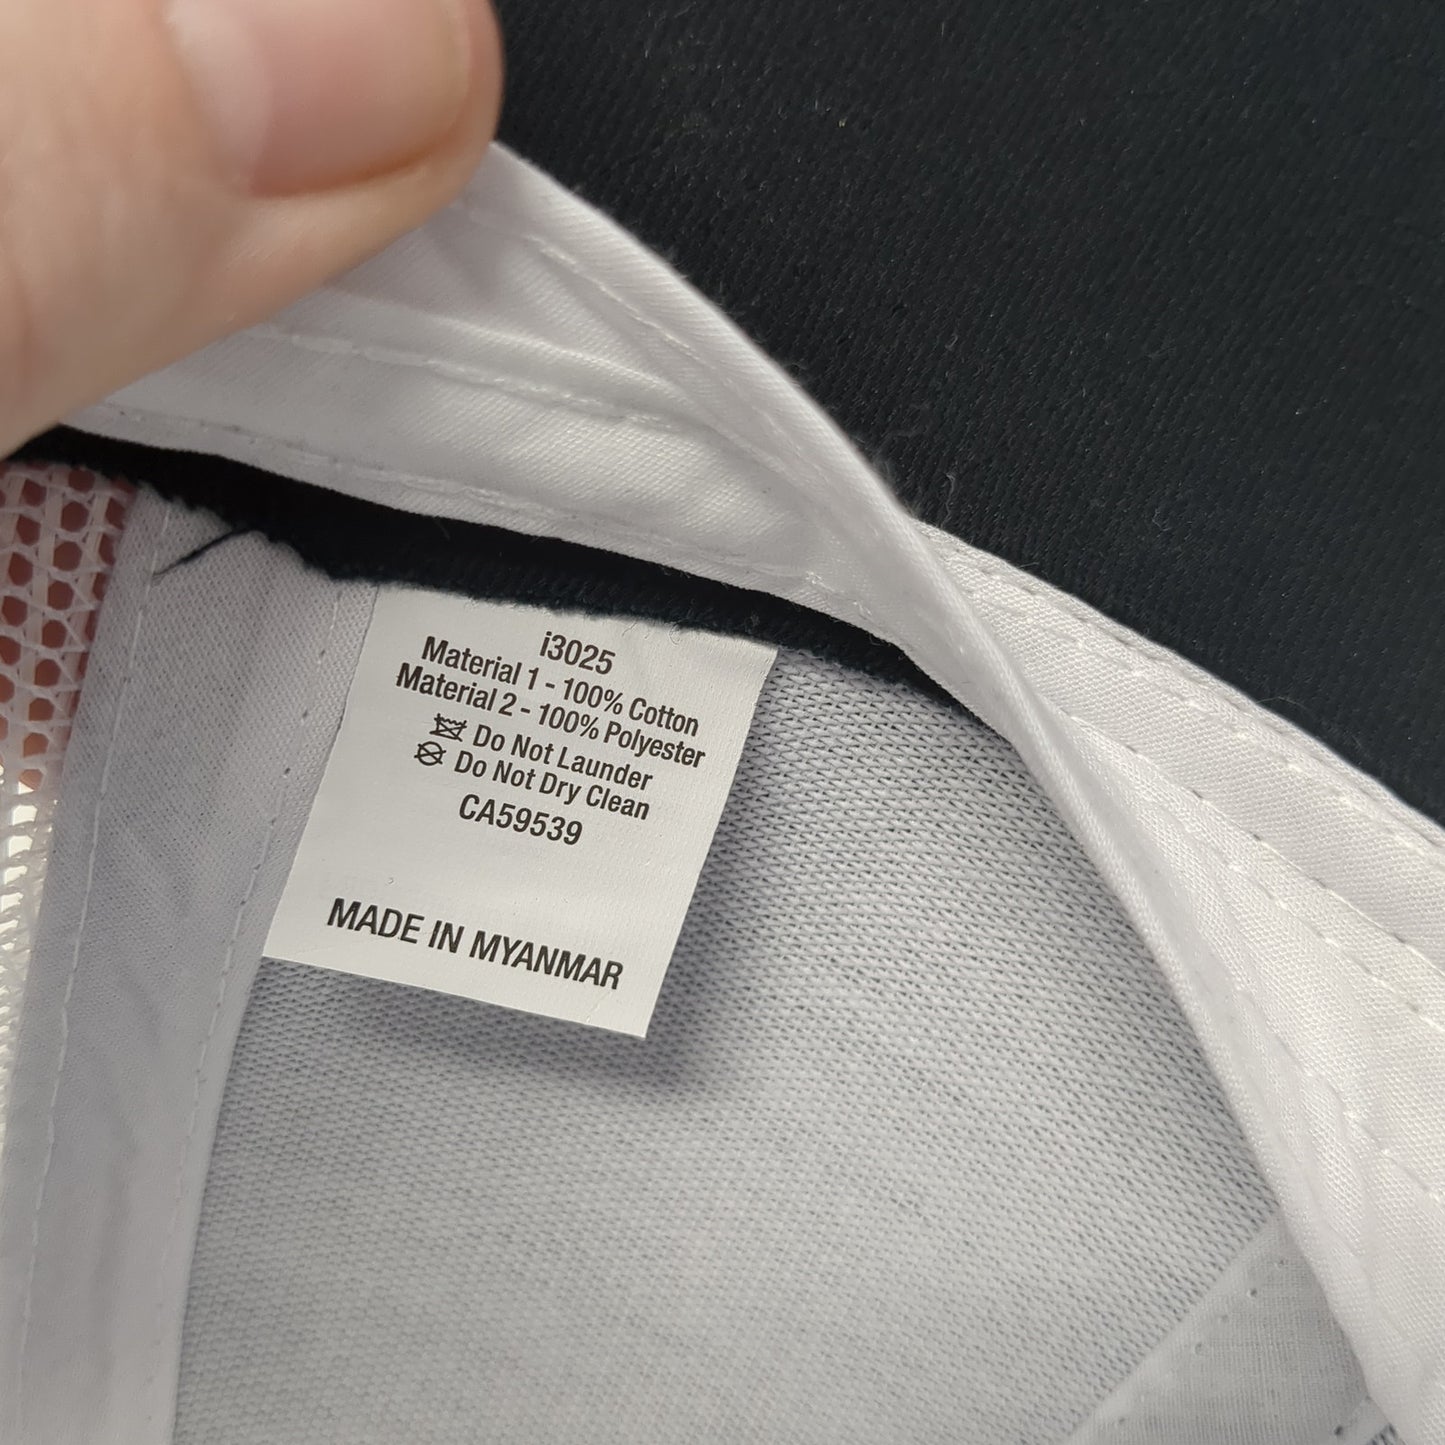 i3025
Material 1 - 100% Cotton
Material 2 - 100% Polyester
Do Not Launder
Do Not Dry Clean
CA59539
MADE IN MYANMAR